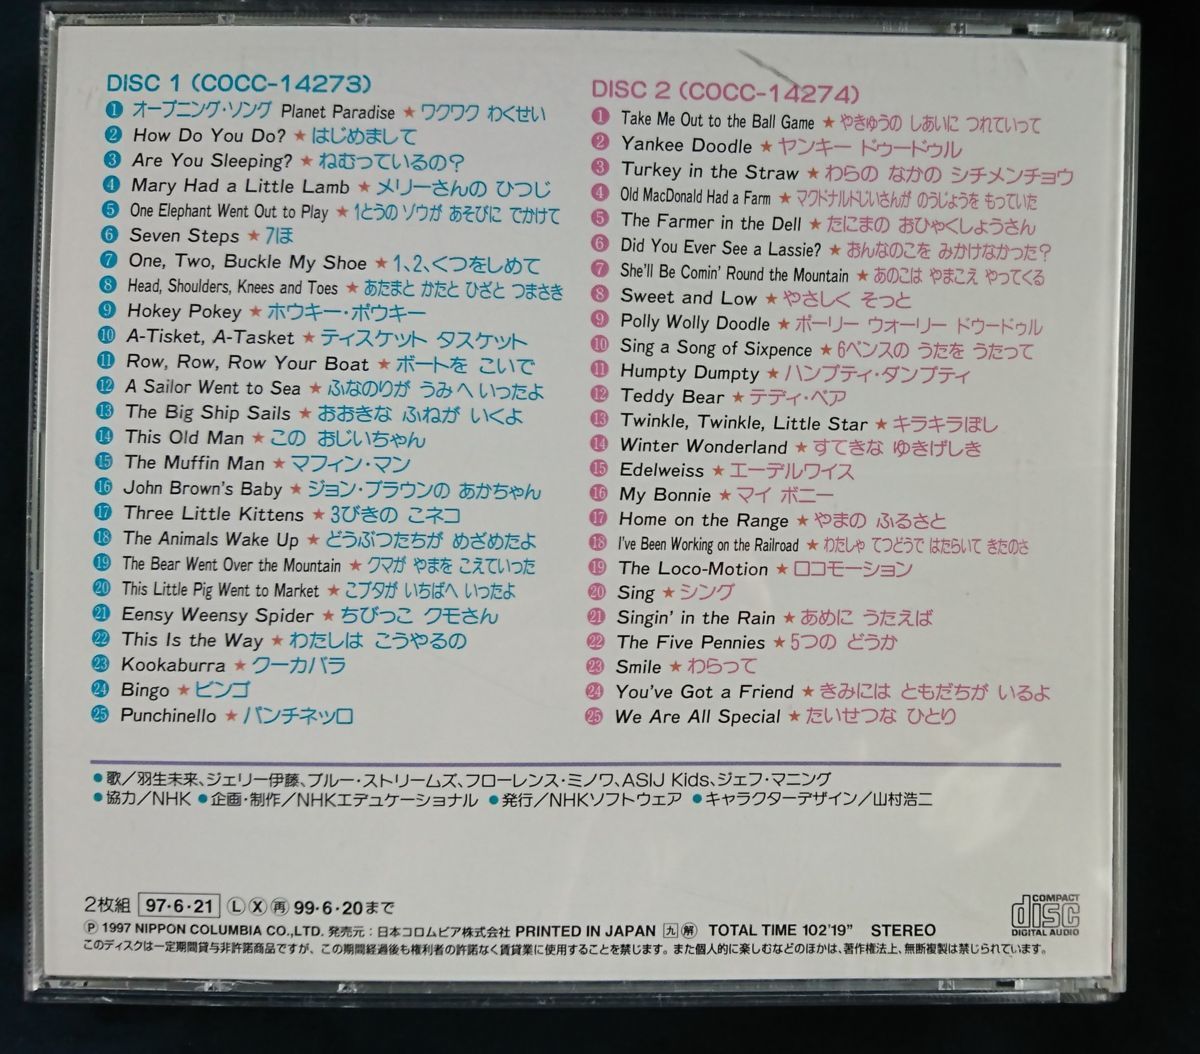 DISC 1 (COCC-14273)
1 オープニング・ソング Planet Paradise ★ ワクワク わくせい
2 How Do You Do? ★ はじめまして
3 Are You Sleeping? ★ ねむっているの?
4 Mary Had a Little Lamb ★ メリーさんの ひつじ
5 One Elephant Went Out to Play ★ 1とうの ゾウが あそびに でかけて
6 Seven Steps ★ 7ほ
7 One, Two, Buckle My Shoe ★ 1、2、くつをしめて
8 Head, Shoulders, Knees and Toes ★ あたまと かたと ひざと つまさき
9 Hokey Pokey ★ ホウキー・ポウキー
10 A-Tisket, A-Tasket ★ ティスケット タスケット
11 Row, Row, Row Your Boat ★ ボートを こいで
12 A Sailor Went to Sea ★ ふなのりが うみへ いったよ
13 The Big Ship Sails ★ おおきな ふねが いくよ
14 This Old Man ★ この おじいちゃん
15 The Muffin Man ★ マフィン・マン
16 John Brown's Baby ★ ジョン・ブラウンの あかちゃん
17 Three Little Kittens ★ 3びきの こネコ
18 The Animals Wake Up ★ どうぶつたちが めざめたよ
19 The Bear Went Over the Mountain ★ クマが やまを こえていった
20 This Little Pig Went to Market ★ こブタが いちばへ いったよ
21 Eensy Weensy Spider ★ ちびっこ クモさん
22 This Is the Way ★ わたしは こうやるの
23 Kookaburra ★ クーカバラ
24 Bingo ★ ビンゴ
25 Punchinello ★ パンチネッロ
DISC 2 (COCC-14274)
1 Take Me Out to the Ball Game ★ やきゅうの しあいに つれていって
2 Yankee Doodle ★ ヤンキー ドゥードゥル
3 Turkey in the Straw ★ わらの なかの シチメンチョウ
4 Old MacDonald Had a Farm ★ マクドナルドじいさんが のうじょうを もっていた
5 The Farmer in the Dell ★ たにまの おひゃくしょうさん
6 Did You Ever See a Lassie? ★ おんなのこを みかけなかった?
7 She'll Be Comin' Round the Mountain ★ あのこは やまこえ やってくる
8 Sweet and Low ★ やさしく そっと
9 Polly Wolly Doodle ★ ポーリー ウォーリー ドゥードゥル
10 Sing a Song of Sixpence ★ 6ペンスの うたを うたって
11 Humpty Dumpty ★ ハンプティ・ダンプティ
12 Teddy Bear ★ テディ・ベア
13 Twinkle, Twinkle, Little Star ★ キラキラぼし
14 Winter Wonderland ★ すてきな ゆきげしき
15 Edelweiss ★ エーデルワイス
16 My Bonnie ★ マイ ボニー
17 Home on the Range ★ やまの ふるさと
18 I've Been Working on the Railroad ★ わたしゃ てつどうで はたらいて きたのさ
19 The Loco-Motion ★ ロコモーション
20 Sing ★ シング
21 Singin' in the Rain ★ あめに うたえば
22 The Five Pennies ★ 5つの どうか
23 Smile ★ わらって
24 You've Got a Friend ★ きみには ともだちが いるよ
25 We Are All Special ★ たいせつな ひとり
●歌/羽生未来、ジェリー伊藤、ブルー・ストリームズ、フローレンス・ミノワ、ASIJ Kids、ジェフ・マニング
●協力/NHK ●企画・制作/NHKエデュケーショナル ●発行/NHKソフトウェア ●キャラクターデザイン/山村浩二
2枚組 97・6・21 Ⓛ Ⓧ 再 99・6・20まで
Ⓟ 1997 NIPPON COLUMBIA CO.,LTD. 発売元:日本コロムビア株式会社 PRINTED IN JAPAN 九 解 TOTAL TIME 102'19" STEREO
このディスクは一定期間貸与非許諾商品ですが、この期間経過後も権利者の許諾なく賃貸業に使用することを禁じます。また個人的に楽しむなどのほかは、著作権法上、無断複製は禁じられています。
COMPACT
disc
DIGITAL AUDIO